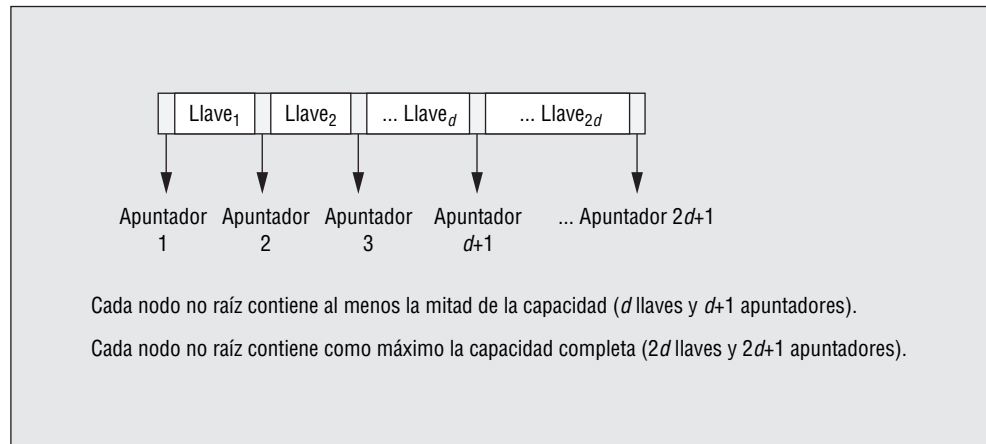 Llave1 Llave2 ... Llaved ... Llave2d
Apuntador Apuntador Apuntador Apuntador ... Apuntador 2d+1
1 2 3 d+1
Cada nodo no raíz contiene al menos la mitad de la capacidad (d llaves y d+1 apuntadores).
Cada nodo no raíz contiene como máximo la capacidad completa (2d llaves y 2d+1 apuntadores).